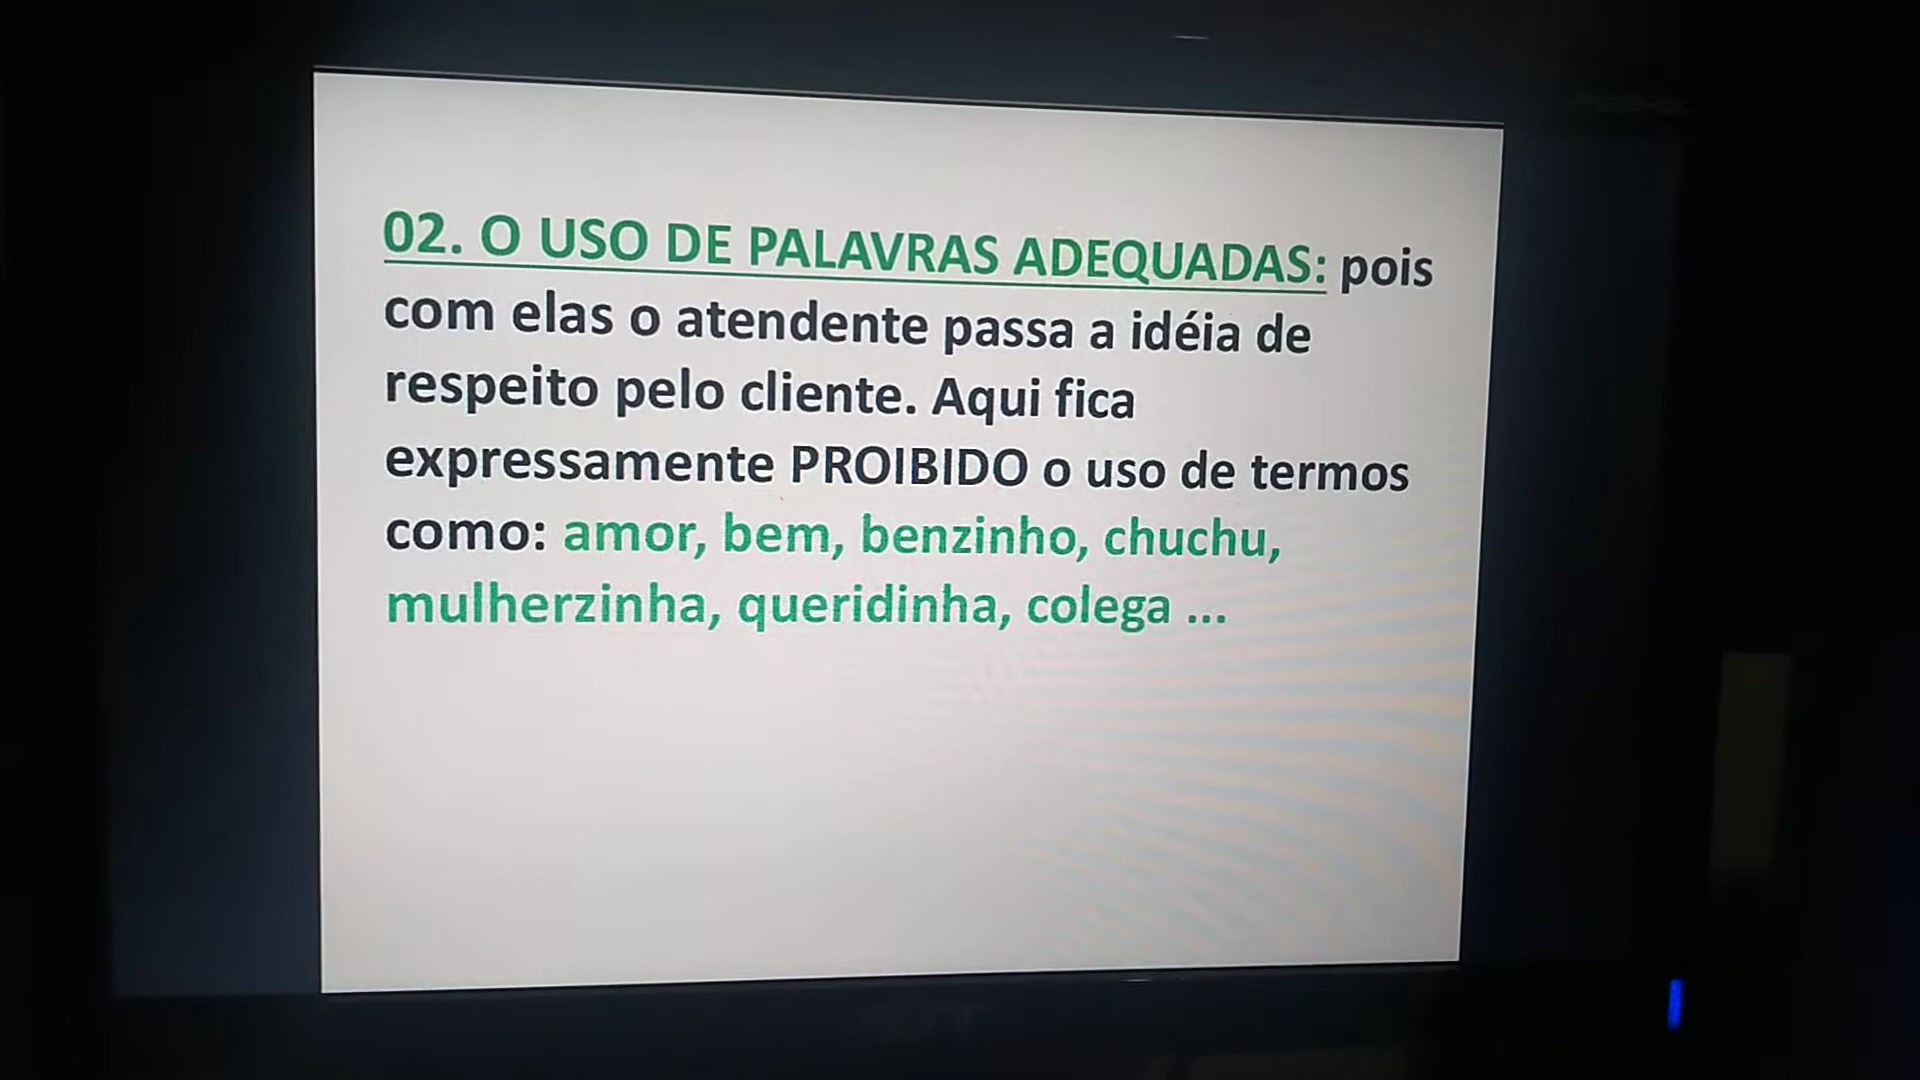 02. O USO DE PALAVRAS ADEQUADAS: pois
com elas o atendente passa a idéia de
respeito pelo cliente. Aqui fica
expressamente PROIBIDO o uso de termos
como: amor, bem, benzinho, chuchu,
mulherzinha, queridinha, colega ...